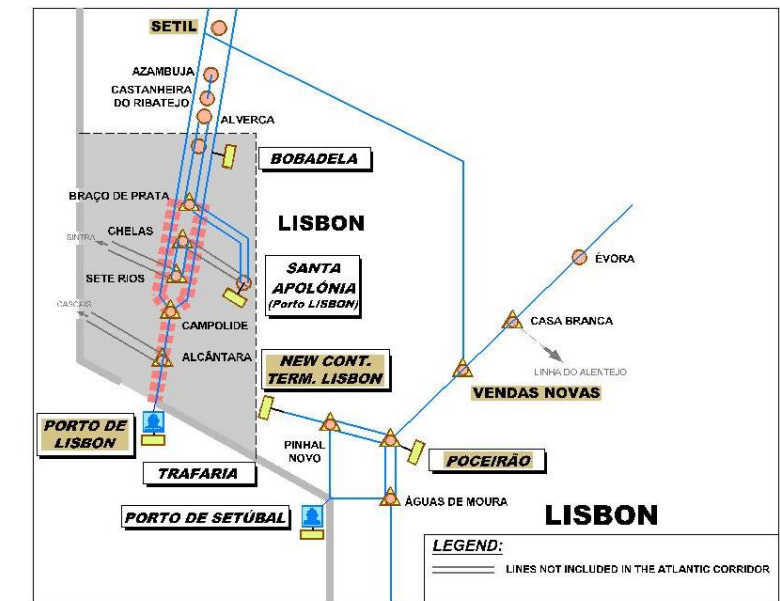 SETIL
AZAMBUJA
CASTANHEIRA
DO RIBATEJO
ALVERCA
BOBADELA
BRAÇO DE PRATA
LISBON
CHELAS
SINTRA
SANTA
APOLÓNIA
(Porto LISBON)
SETE RIOS
ÉVORA
CASCAIS
CAMPOLIDE
CASA BRANCA
ALCÂNTARA
NEW CONT.
TERM. LISBON
LINHA DO ALENTEJO
VENDAS NOVAS
PORTO DE
LISBON
PINHAL
NOVO
POCEIRÃO
TRAFARIA
ÁGUAS DE MOURA
PORTO DE SETÚBAL
LISBON
LEGEND:
LINES NOT INCLUDED IN THE ATLANTIC CORRIDOR